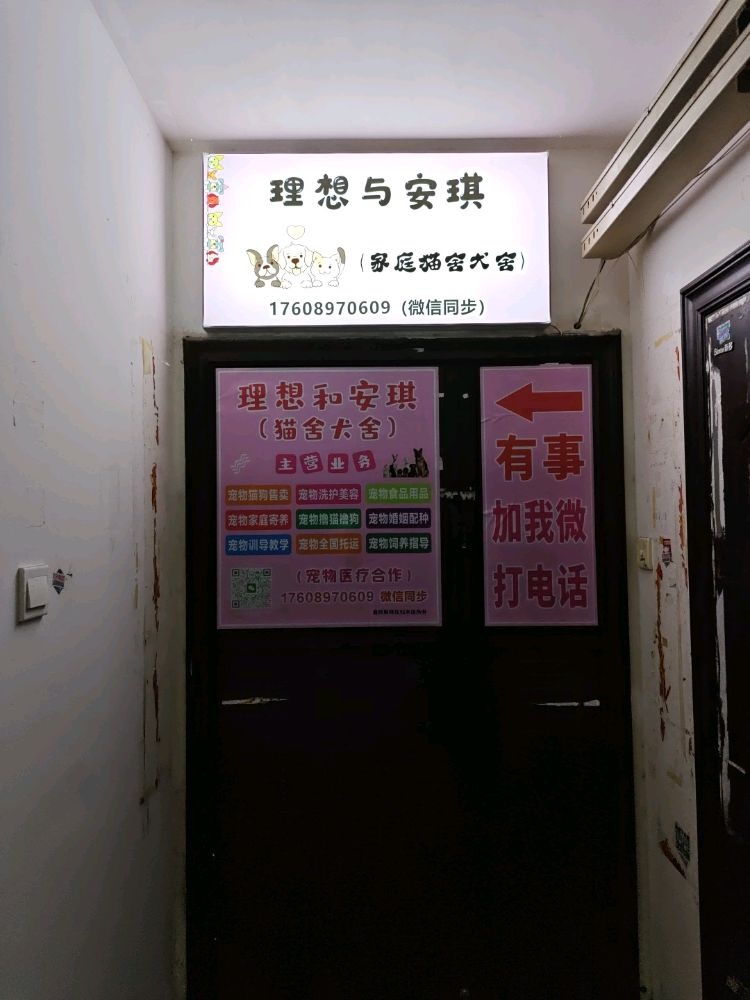 理想与安琪
（家庭猫舍犬舍）
17608970609（微信同步）
理想和安琪
（猫舍犬舍）
主营业务
宠物猫狗售卖 宠物洗护美容 宠物食品用品
宠物家庭寄养 宠物撸猫撸狗 宠物婚姻配种
宠物训导教学 宠物全国托运 宠物饲养指导
（宠物医疗合作）
17608970609 微信同步
有事
加我微
打电话